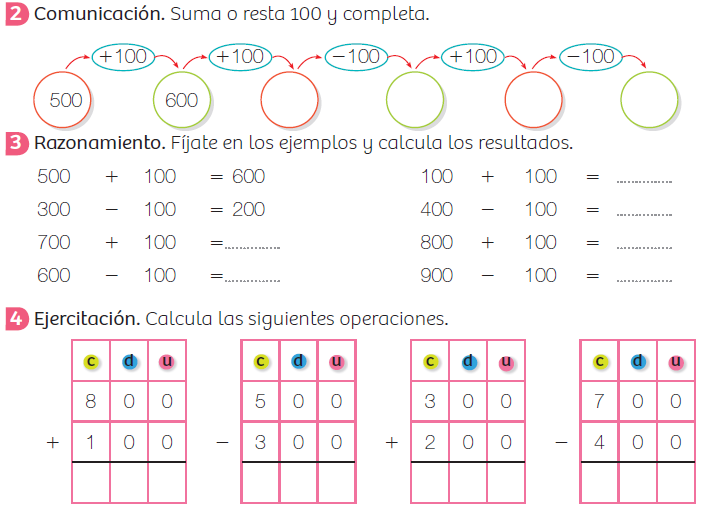 2 Comunicación. Suma o resta 100 y completa.
+100 +100 −100 +100 −100
500 600
3 Razonamiento. Fíjate en los ejemplos y calcula los resultados.
500 + 100 = 600 100 + 100 = ..............
300 − 100 = 200 400 − 100 = ..............
700 + 100 =.............. 800 + 100 = ..............
600 − 100 =.............. 900 − 100 = ..............
4 Ejercitación. Calcula las siguientes operaciones.
c d u c d u c d u c d u
8 0 0 5 0 0 3 0 0 7 0 0
+ 1 0 0 − 3 0 0 + 2 0 0 − 4 0 0